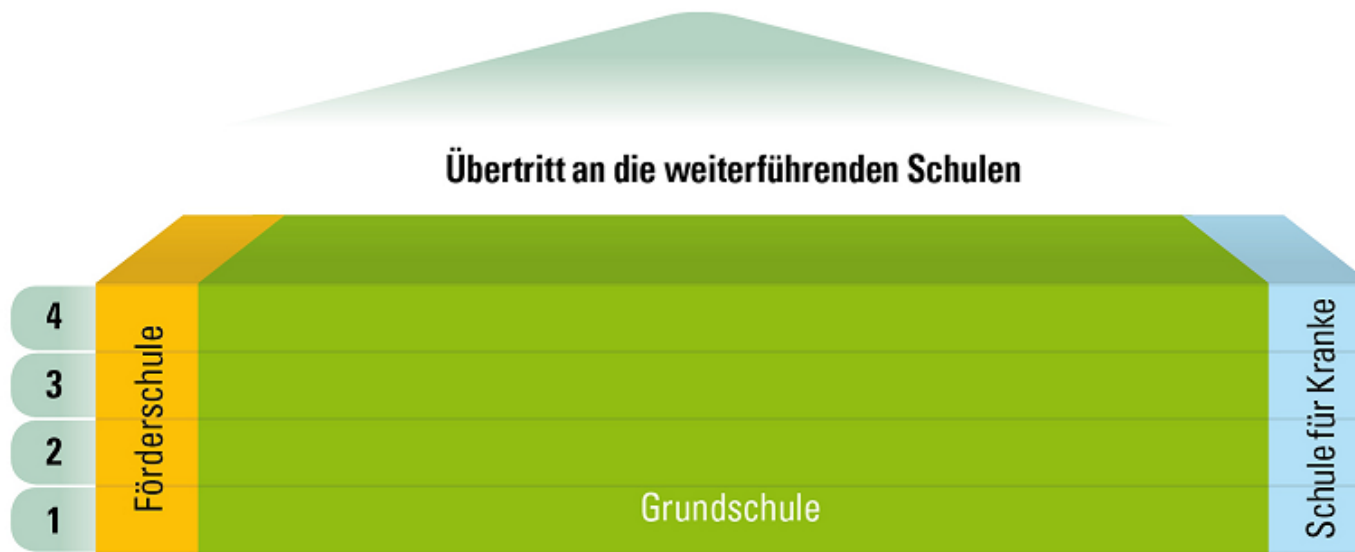 Übertritt an die weiterführenden Schulen
4
3
2
1
Förderschule
Grundschule
Schule für Kranke